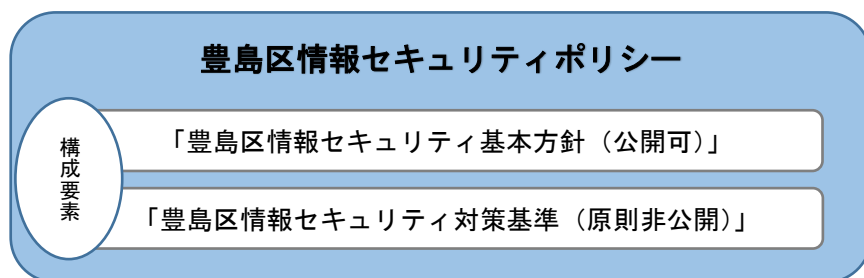 豊島区情報セキュリティポリシー
構成要素
「豊島区情報セキュリティ基本方針（公開可）」
「豊島区情報セキュリティ対策基準（原則非公開）」